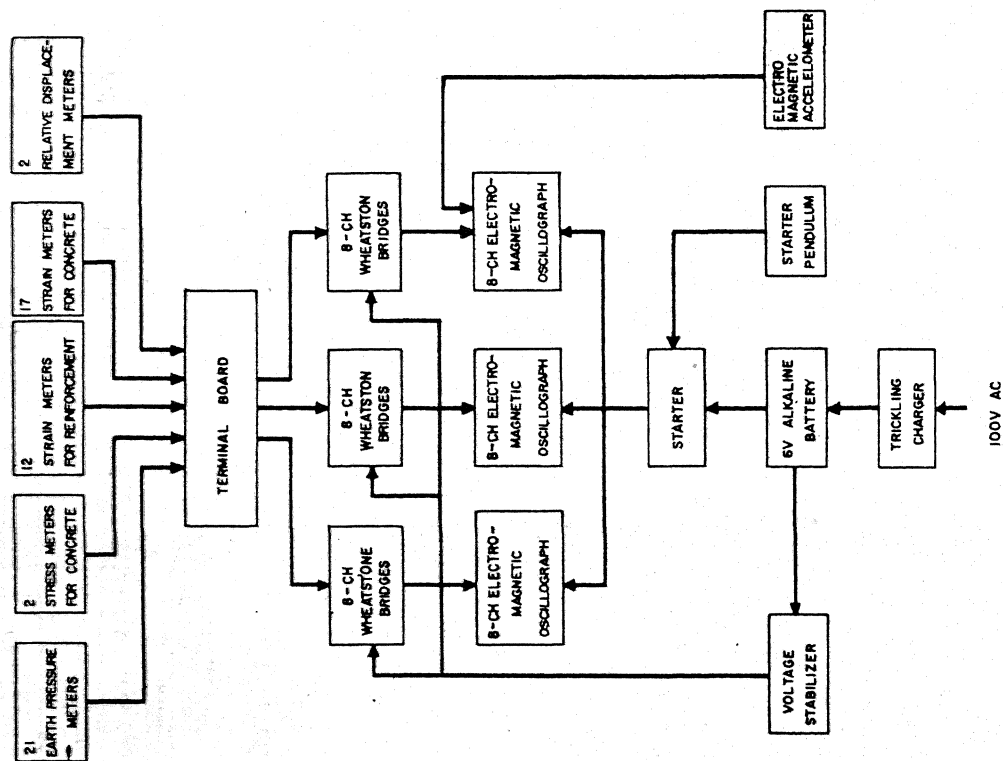 21
EARTH PRESSURE
METERS
2
STRESS METERS
FOR CONCRETE
12
STRAIN METERS
FOR REINFORCEMENT
17
STRAIN METERS
FOR CONCRETE
2
RELATIVE DISPLACE-
MENT METERS
TERMINAL BOARD
8-CH
WHEATSTONE
BRIDGES
8-CH
WHEATSTON
BRIDGES
8-CH
WHEATSTON
BRIDGES
8-CH ELECTRO-
MAGNETIC
OSCILLOGRAPH
8-CH ELECTRO-
MAGNETIC
OSCILLOGRAPH
8-CH ELECTRO-
MAGNETIC
OSCILLOGRAPH
STARTER
VOLTAGE
STABILIZER
6V ALKALINE
BATTERY
STARTER
PENDULUM
ELECTRO
MAGNETIC
ACCELELOMETER
TRICKLING
CHARGER
100V AC